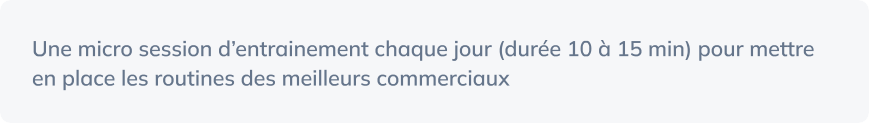 Une micro session d’entrainement chaque jour (durée 10 à 15 min) pour mettre
en place les routines des meilleurs commerciaux